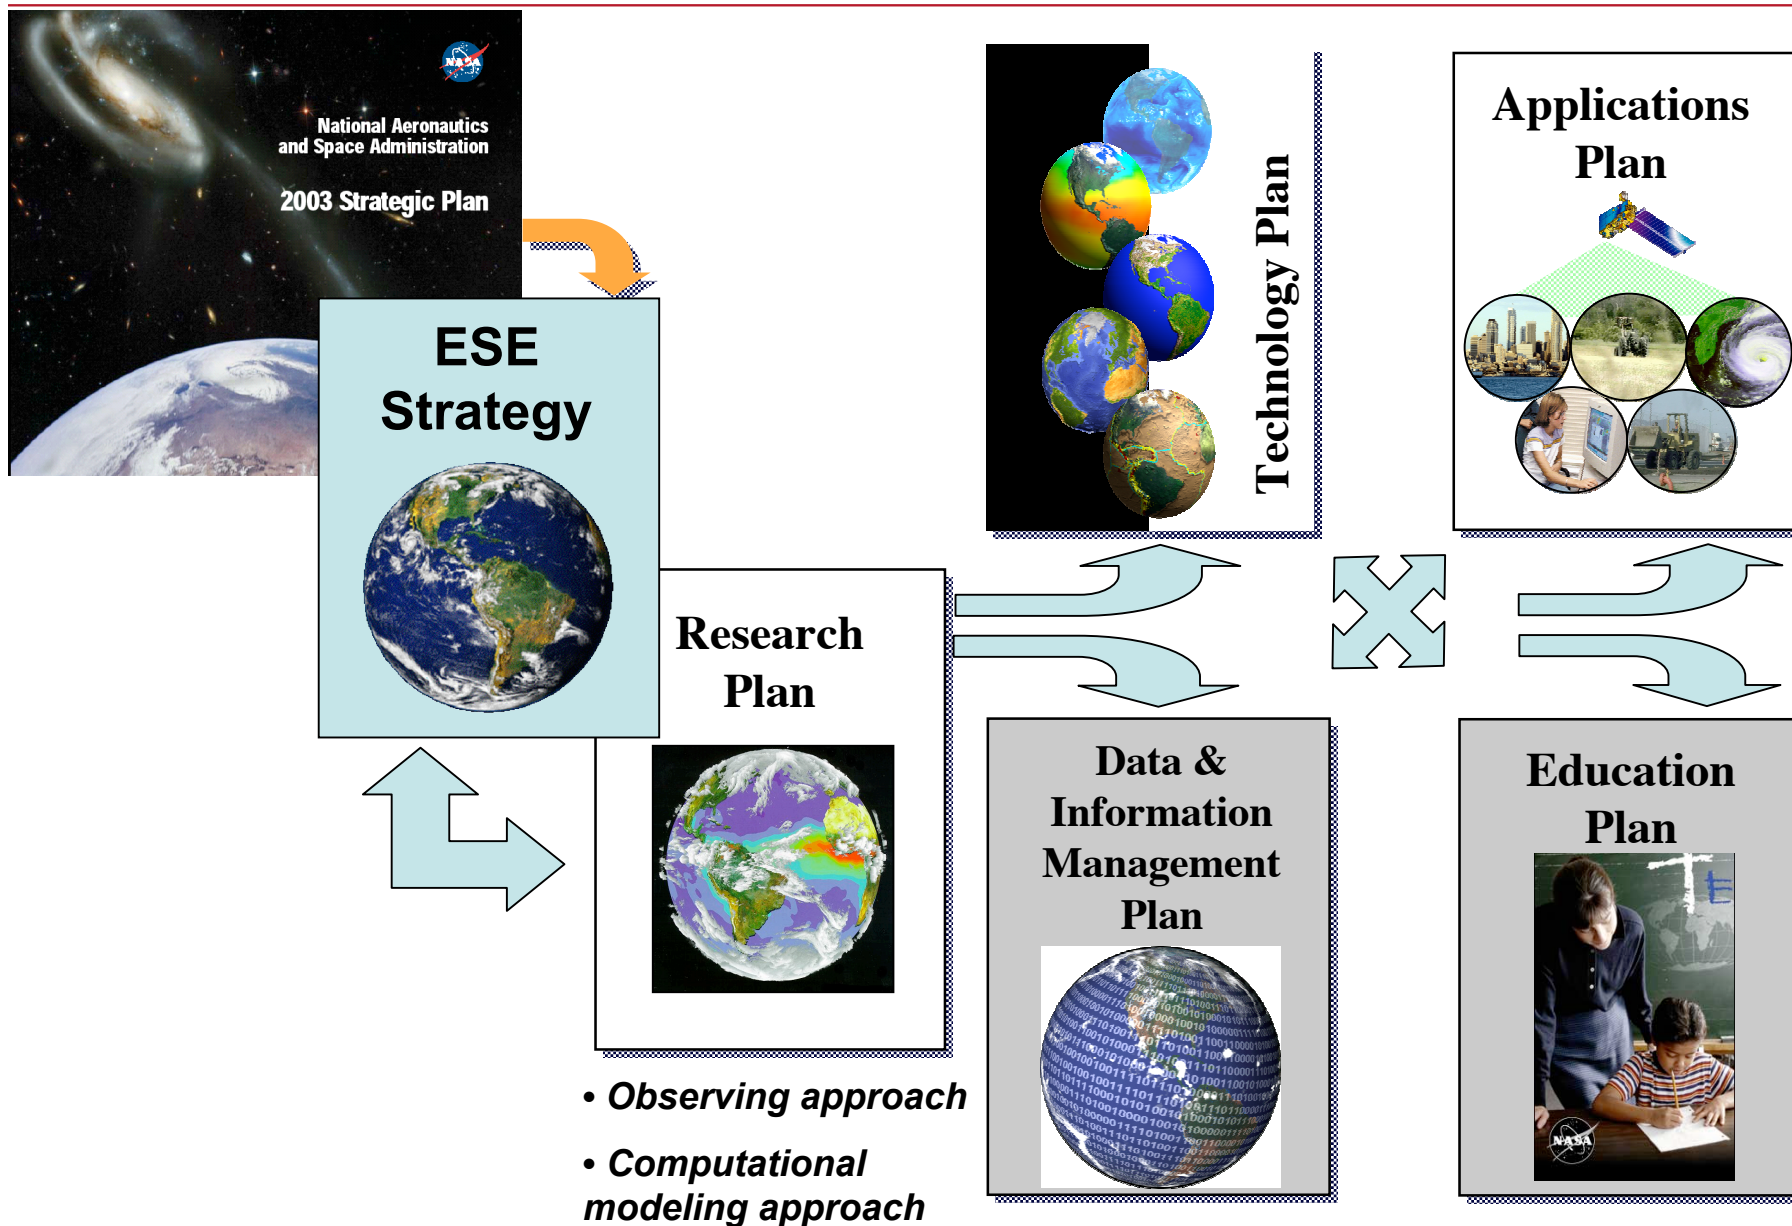 NASA
National Aeronautics
and Space Administration
2003 Strategic Plan
ESE
Strategy
Research
Plan
• Observing approach
• Computational
modeling approach
Technology Plan
Data &
Information
Management
Plan
Applications
Plan
Education
Plan
E
NASA